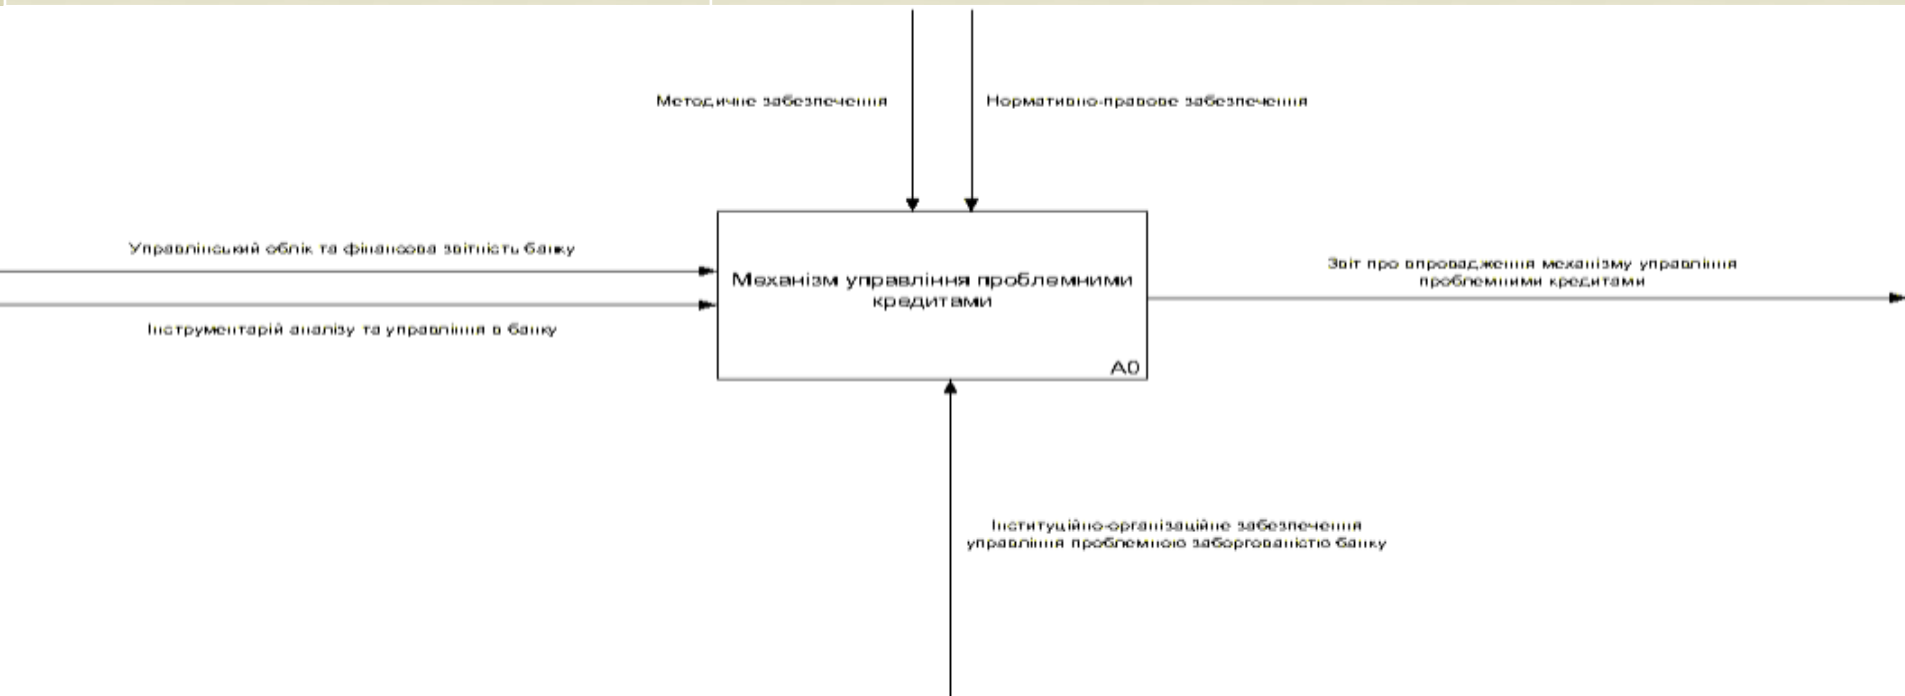 Методичне забезпечення
Нормативно-правове забезпечення
Управлінський облік та фінансова звітність банку
Інструментарій аналізу та управління в банку
Механізм управління проблемними
кредитами
A0
Звіт про впровадження механізму управління
проблемними кредитами
Інституційно-організаційне забезпечення
управління проблемною заборгованістю банку